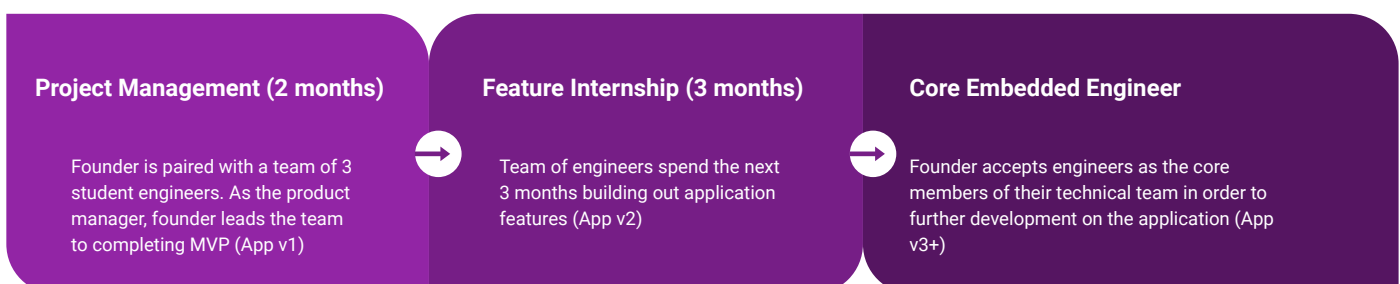 Project Management (2 months)
Founder is paired with a team of 3
student engineers. As the product
manager, founder leads the team
to completing MVP (App v1)
Feature Internship (3 months)
Team of engineers spend the next
3 months building out application
features (App v2)
Core Embedded Engineer
Founder accepts engineers as the core
members of their technical team in order to
further development on the application (App
v3+)